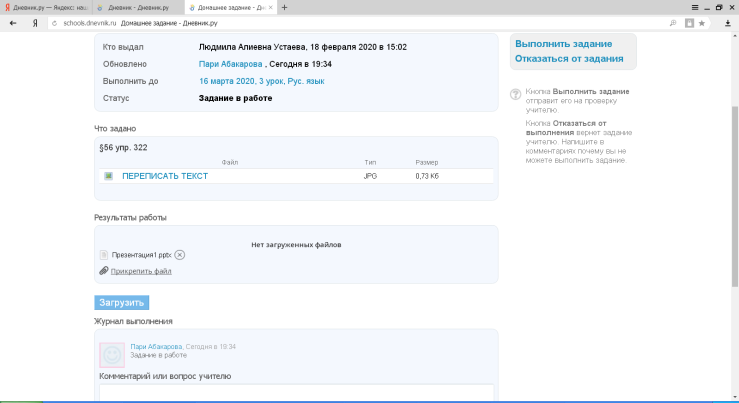 Дневник.ру — Яндекс: наш
Дневник - Дневник.ру
Домашнее задание - Дн
schools.dnevnik.ru Домашнее задание - Дневник.ру
Кто выдал Людмила Алиевна Устаева, 18 февраля 2020 в 15:02
Обновлено Пари Абакарова , Сегодня в 19:34
Выполнить до 16 марта 2020, 3 урок, Рус. язык
Статус Задание в работе
Выполнить задание
Отказаться от задания
Кнопка Выполнить задание
отправит его на проверку
учителю.
Кнопка Отказаться от
выполнения вернет задание
учителю. Напишите в
комментариях почему вы не
можете выполнить задание.
Что задано
§56 упр. 322
Файл Тип Размер
ПЕРЕПИСАТЬ ТЕКСТ JPG 0,73 Кб
Результаты работы
Нет загруженных файлов
Презентация1.pptx
Прикрепить файл
Загрузить
Журнал выполнения
Пари Абакарова, Сегодня в 19:34
Задание в работе
Комментарий или вопрос учителю